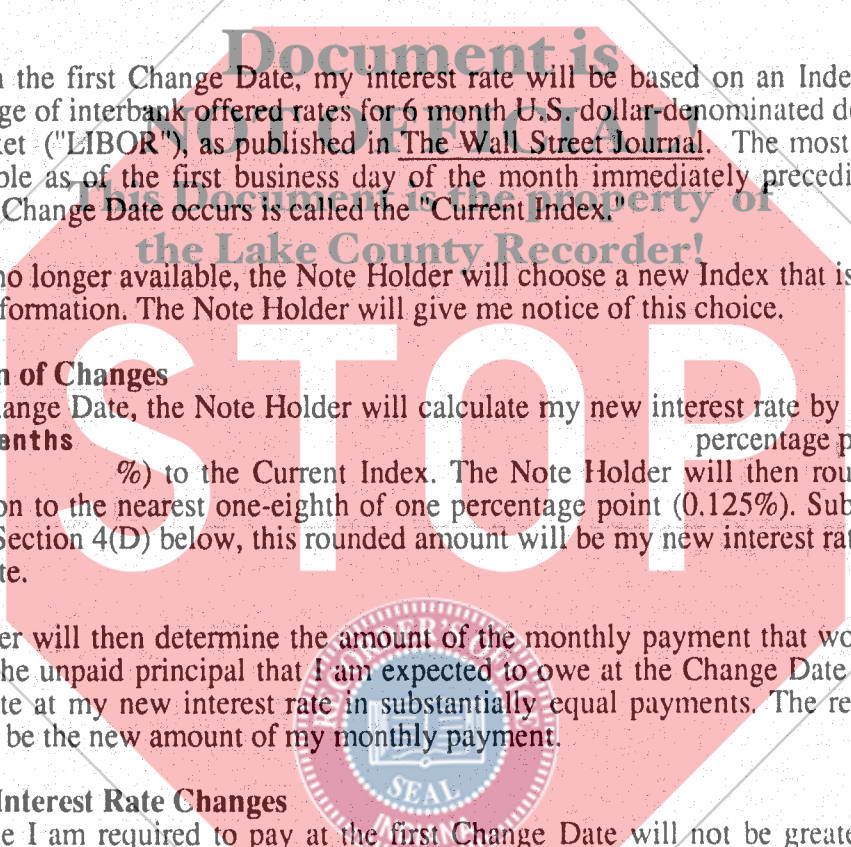 Document is
n the first Change Date, my interest rate will be based on an Inde
ge of interbank offered rates for 6 month U.S. dollar-denominated de
NOT OFFICIAL!
ket ("LIBOR"), as published in The Wall Street Journal. The most
ble as of the first business day of the month immediately precedi
This Document is the property of
Change Date occurs is called the "Current Index."
the Lake County Recorder!
no longer available, the Note Holder will choose a new Index that is
formation. The Note Holder will give me notice of this choice.
STOP
n of Changes
hange Date, the Note Holder will calculate my new interest rate by
enths percentage p
%) to the Current Index. The Note Holder will then rou
on to the nearest one-eighth of one percentage point (0.125%). Sub
Section 4(D) below, this rounded amount will be my new interest rat
te.
er will then determine the amount of the monthly payment that wo
he unpaid principal that I am expected to owe at the Change Date
te at my new interest rate in substantially equal payments. The re
be the new amount of my monthly payment.
RECORDER'S OFFICE
SEAL
INDIANA
Interest Rate Changes
e I am required to pay at the first Change Date will not be greate